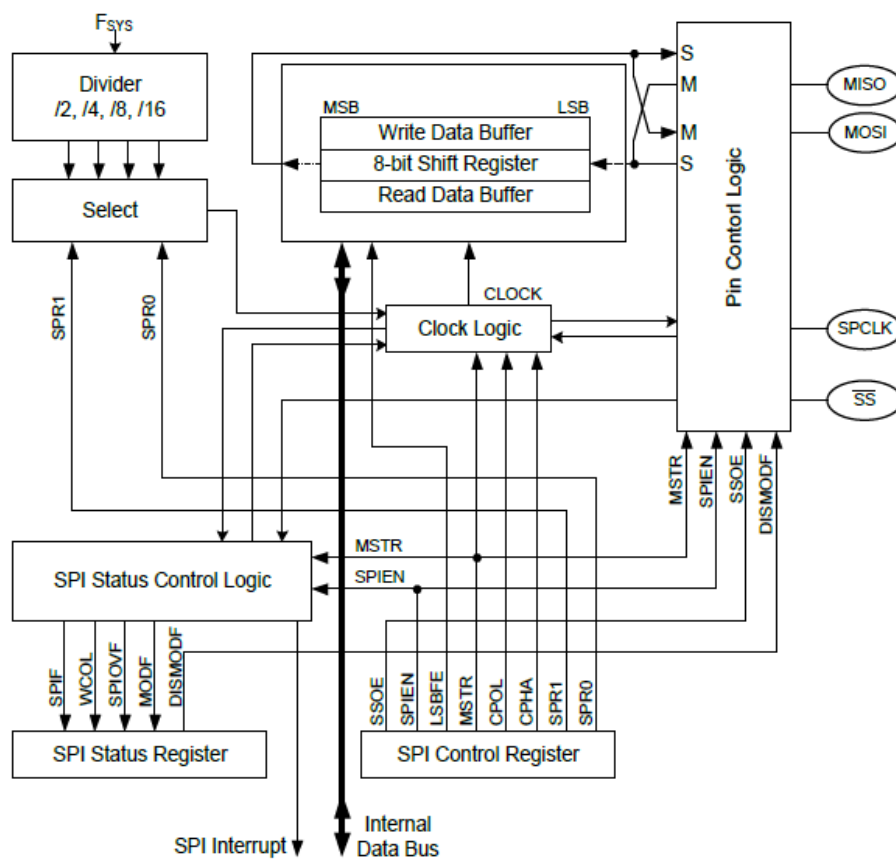 F_SYS
Divider
/2, /4, /8, /16
Select
SPR1
SPR0
MSB
LSB
Write Data Buffer
8-bit Shift Register
Read Data Buffer
CLOCK
Clock Logic
S
M
M
S
Pin Contorl Logic
MISO
MOSI
SPCLK
SS
MSTR
SPIEN
SSOE
DISMODF
SPI Status Control Logic
MSTR
SPIEN
SPIF
WCOL
SPIOVF
MODF
DISMODF
SPI Status Register
SSOE
SPIEN
LSBFE
MSTR
CPOL
CPHA
SPR1
SPR0
SPI Control Register
SPI Interrupt
Internal
Data Bus